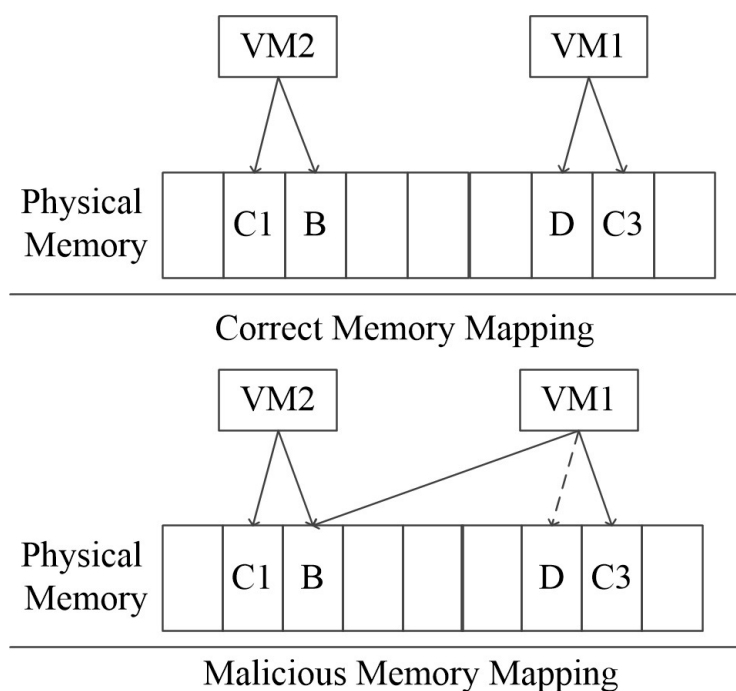 VM2 VM1
Physical
Memory
C1 B D C3
Correct Memory Mapping
VM2 VM1
Physical
Memory
C1 B D C3
Malicious Memory Mapping